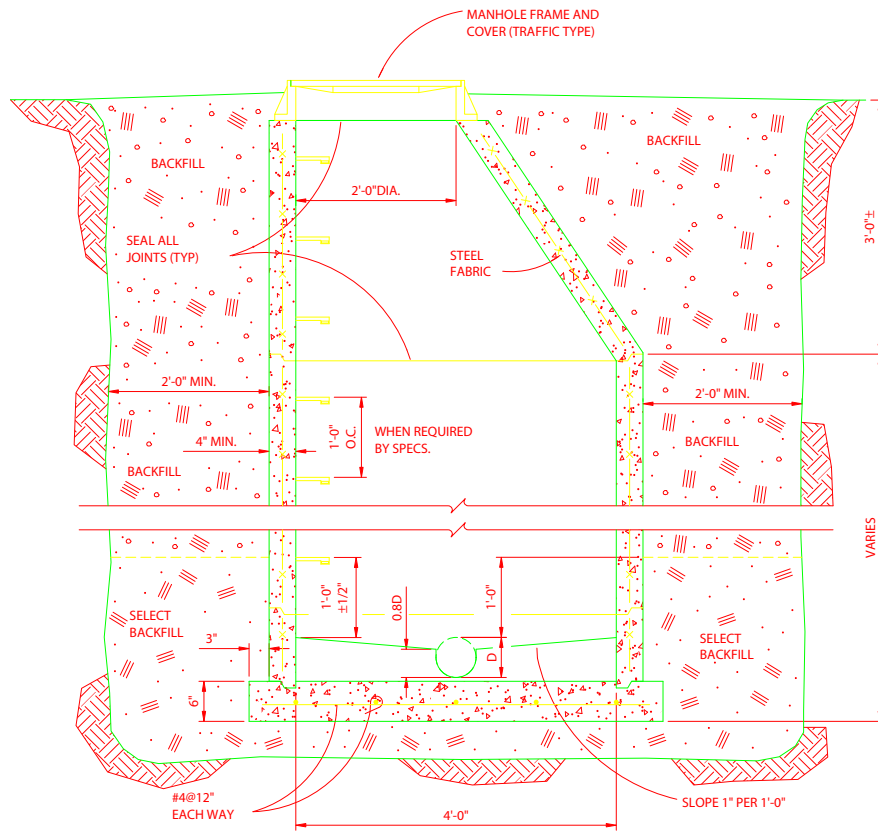 MANHOLE FRAME AND
COVER (TRAFFIC TYPE)
BACKFILL
BACKFILL
2'-0"DIA.
3'-0"±
SEAL ALL
JOINTS (TYP)
STEEL
FABRIC
2'-0" MIN.
2'-0" MIN.
4" MIN.
1'-0"
O.C.
WHEN REQUIRED
BY SPECS.
BACKFILL
BACKFILL
VARIES
1'-0"
±1/2"
0.8D
1'-0"
SELECT
BACKFILL
3"
D
SELECT
BACKFILL
6"
#4@12"
EACH WAY
4'-0"
SLOPE 1" PER 1'-0"